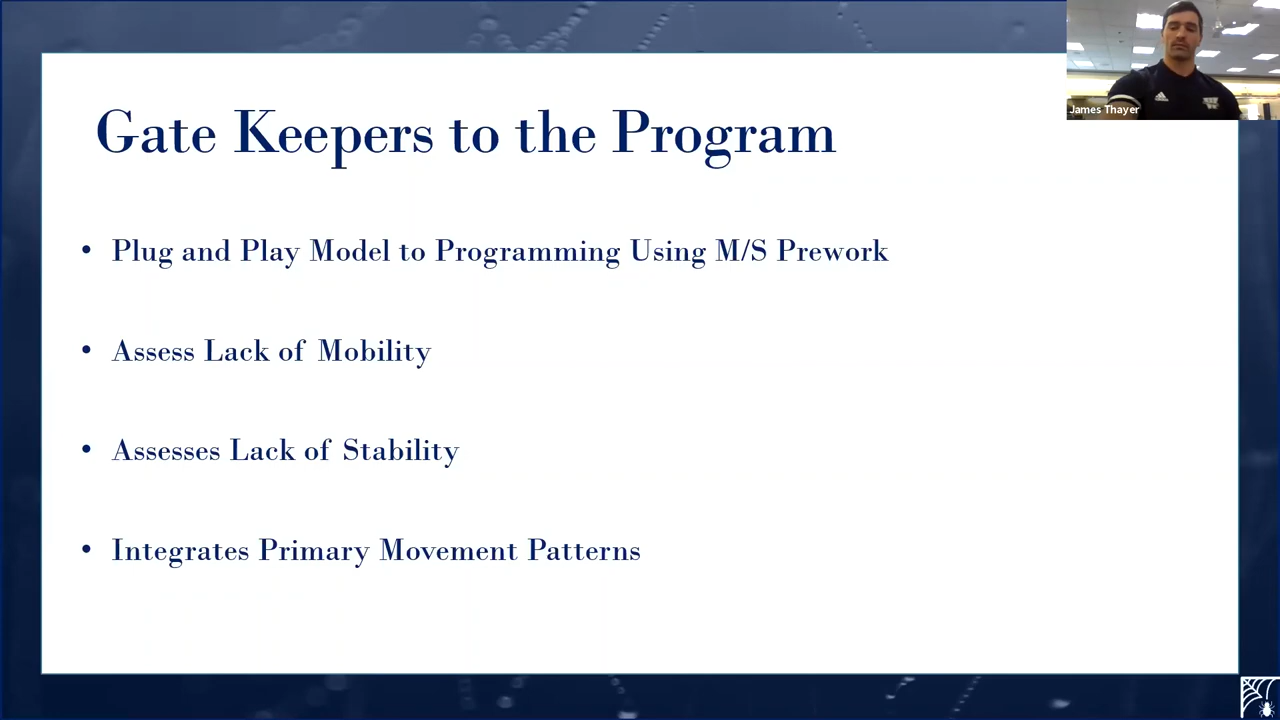 Gate Keepers to the Program
James Thayer
• Plug and Play Model to Programming Using M/S Prework
• Assess Lack of Mobility
• Assesses Lack of Stability
• Integrates Primary Movement Patterns